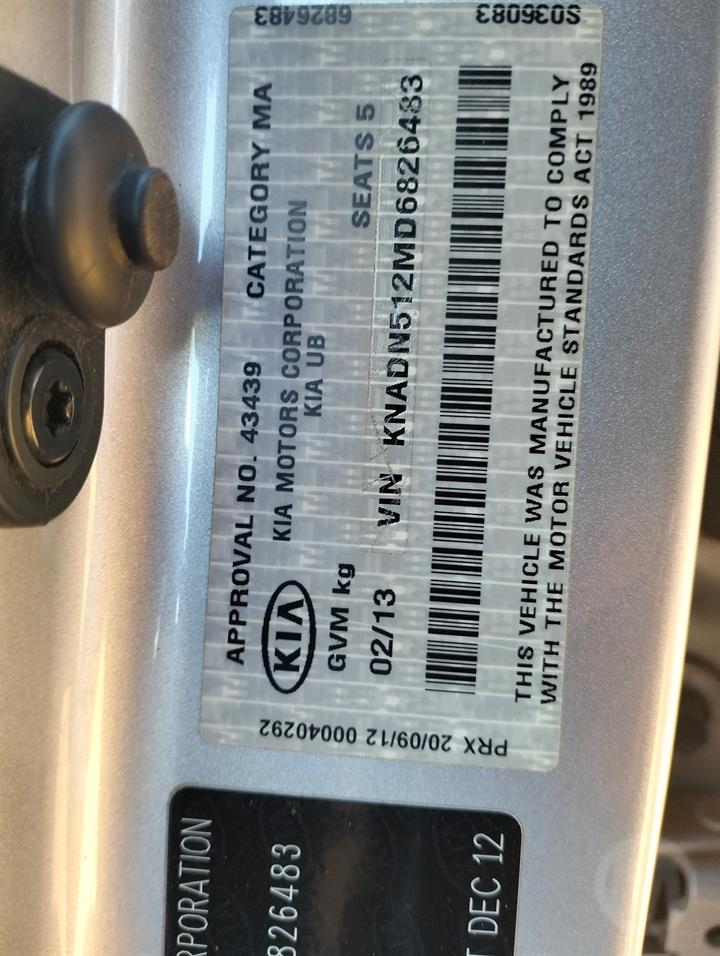 APPROVAL NO. 43439 CATEGORY MA
KIA MOTORS CORPORATION
KIA UB
KIA
GVM kg SEATS 5
02/13 VIN KNADN512MD6826483
THIS VEHICLE WAS MANUFACTURED TO COMPLY
WITH THE MOTOR VEHICLE STANDARDS ACT 1989
6826483 S036083
PRX 20/09/12 00040292
RPORATION
826483
T DEC 12